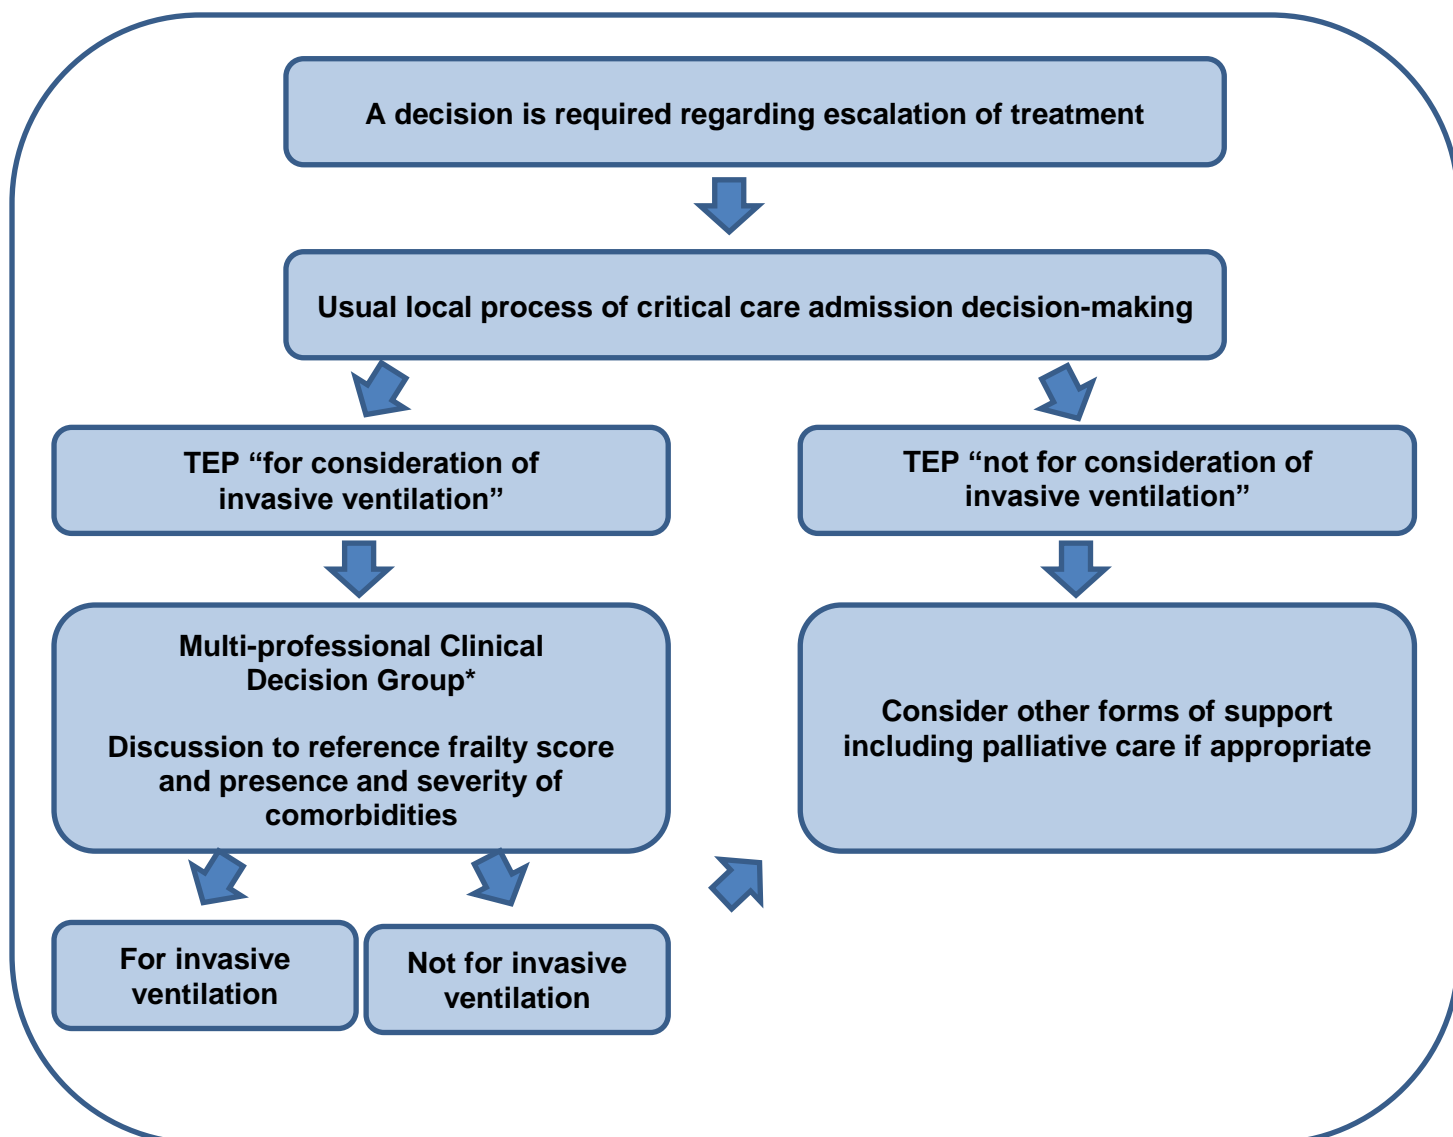 A decision is required regarding escalation of treatment
Usual local process of critical care admission decision-making
TEP “for consideration of
invasive ventilation”
TEP “not for consideration of
invasive ventilation”
Multi-professional Clinical
Decision Group*
Discussion to reference frailty score
and presence and severity of
comorbidities
Consider other forms of support
including palliative care if appropriate
For invasive
ventilation
Not for invasive
ventilation